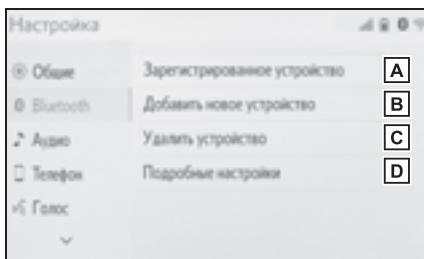 Настройка
Общие
Зарегистрированное устройство A
Bluetooth
Добавить новое устройство B
Аудио
Удалить устройство C
Телефон
Подробные настройки D
Голос